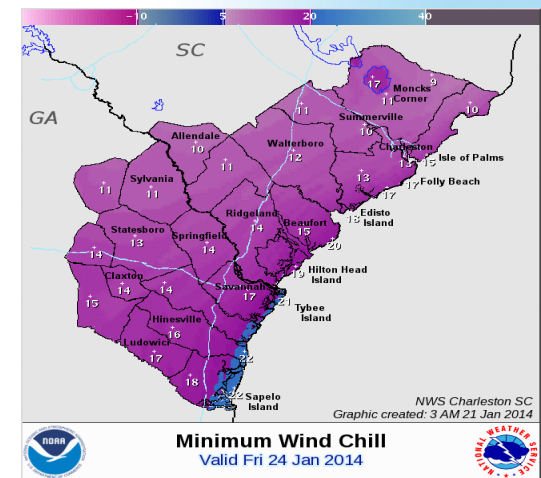 -10 5 20 40
SC
GA
17
9
Moncks
Corner
11
10
11
Summerville
10
Allendale
10
Walterboro
12
Charleston
13
15
Isle of Palms
11
13
17
Folly Beach
17
Sylvania
11
11
Edisto
Island
18
Ridgeland
14
Beaufort
15
20
Statesboro
13
Springfield
14
14
19
Hilton Head
Island
Claxton
14
14
Savannah
17
21
Tybee
Island
15
Hinesville
16
Ludowici
17
22
18
22
Sapelo
Island
NWS Charleston SC
Graphic created: 3 AM 21 Jan 2014
Minimum Wind Chill
Valid Fri 24 Jan 2014
NOAA
NATIONAL WEATHER SERVICE